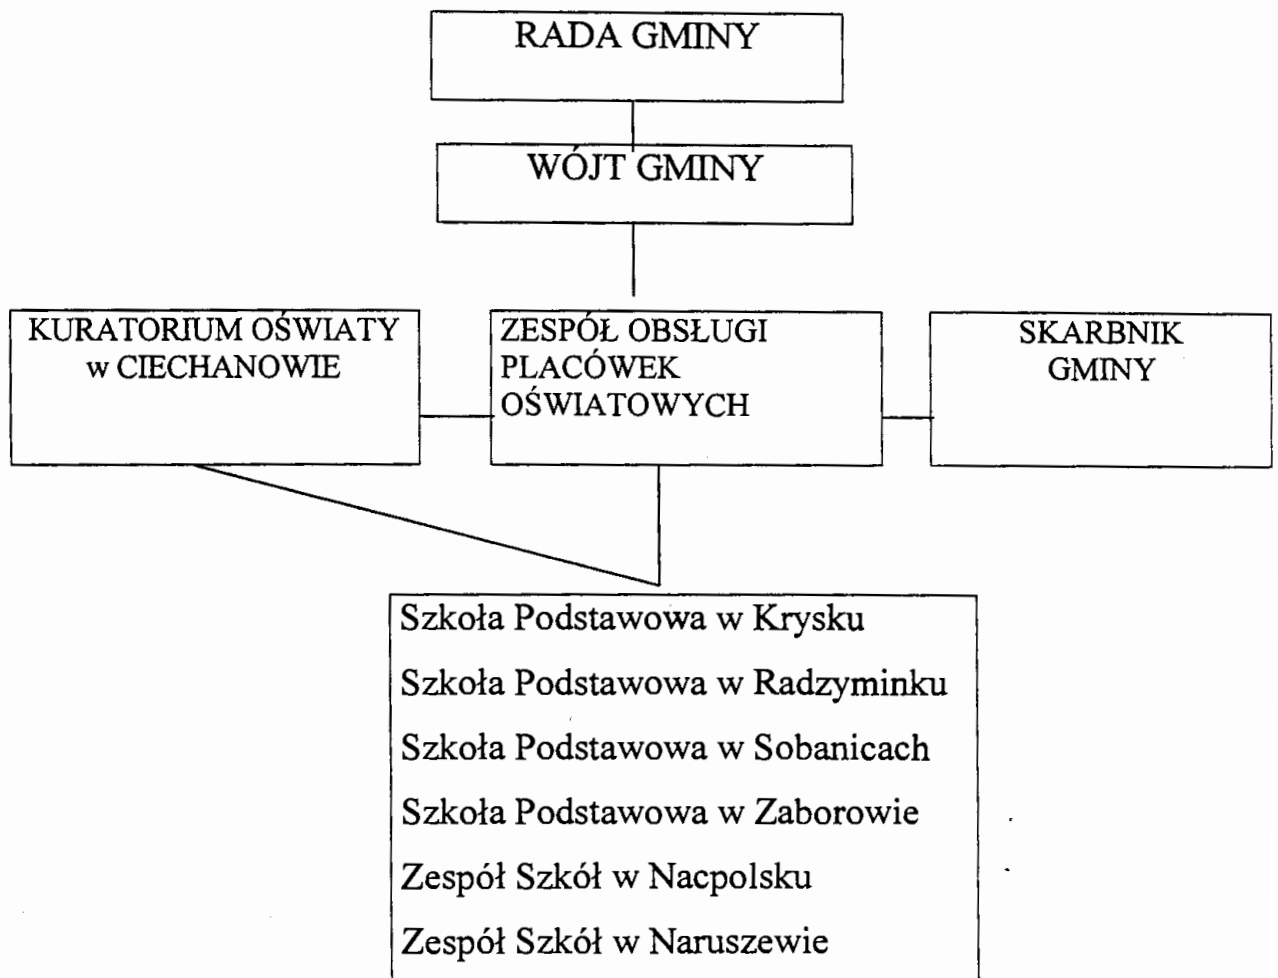 RADA GMINY
WÓJT GMINY
KURATORIUM OŚWIATY
w CIECHANOWIE
ZESPÓŁ OBSŁUGI
PLACÓWEK
OŚWIATOWYCH
SKARBNIK
GMINY
Szkoła Podstawowa w Krysku
Szkoła Podstawowa w Radzyminku
Szkoła Podstawowa w Sobanicach
Szkoła Podstawowa w Zaborowie
Zespół Szkół w Nacpolsku
Zespół Szkół w Naruszewie